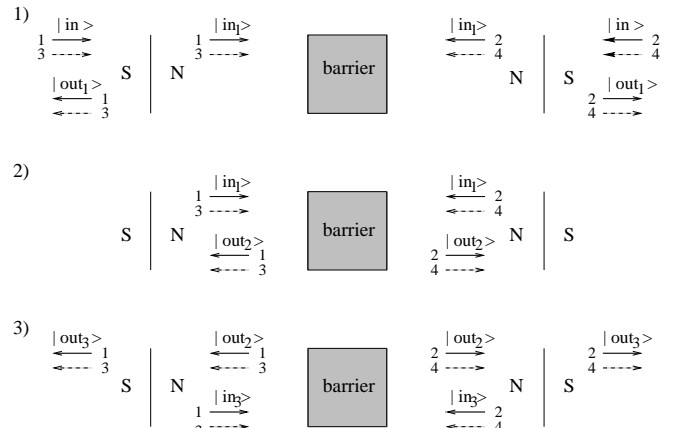 1)
| in > | in₁> | in₁> | in >
1 1 2 2
3 3 barrier 4 4
S N N S
| out₁> | out₁>
1 2
3 4
2)
| in₁> | in₁>
1 2
3 4
S N barrier N S
| out₂> | out₂>
1 2
3 4
3)
| out₃> | out₂> | out₂> | out₃>
1 1 2 2
3 3 4 4
S N barrier N S
| in₃> | in₃>
1 2
3 4